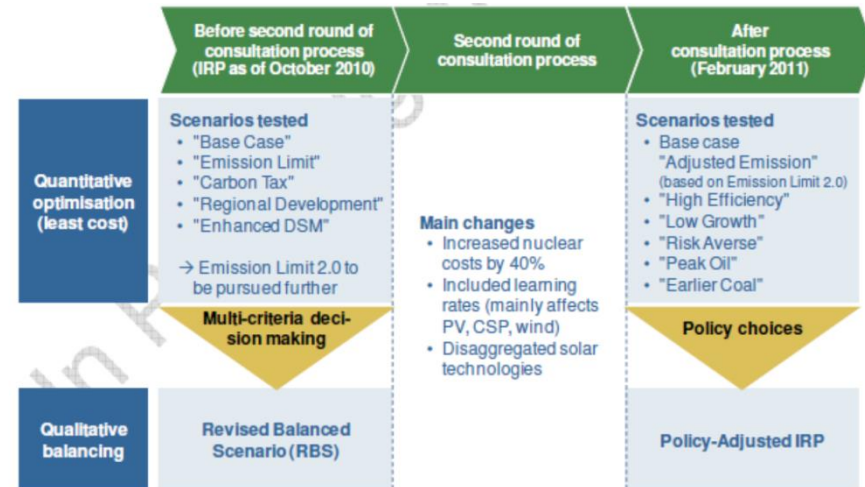 Before second round of
consultation process
(IRP as of October 2010)
Second round of
consultation process
After
consultation process
(February 2011)
Quantitative
optimisation
(least cost)
Scenarios tested
• "Base Case"
• "Emission Limit"
• "Carbon Tax"
• "Regional Development"
• "Enhanced DSM"
→ Emission Limit 2.0 to
be pursued further
Main changes
• Increased nuclear
costs by 40%
• Included learning
rates (mainly affects
PV, CSP, wind)
• Disaggregated solar
technologies
Scenarios tested
• Base case
"Adjusted Emission"
(based on Emission Limit 2.0)
• "High Efficiency"
• "Low Growth"
• "Risk Averse"
• "Peak Oil"
• "Earlier Coal"
Multi-criteria deci-
sion making
Policy choices
Qualitative
balancing
Revised Balanced
Scenario (RBS)
Policy-Adjusted IRP